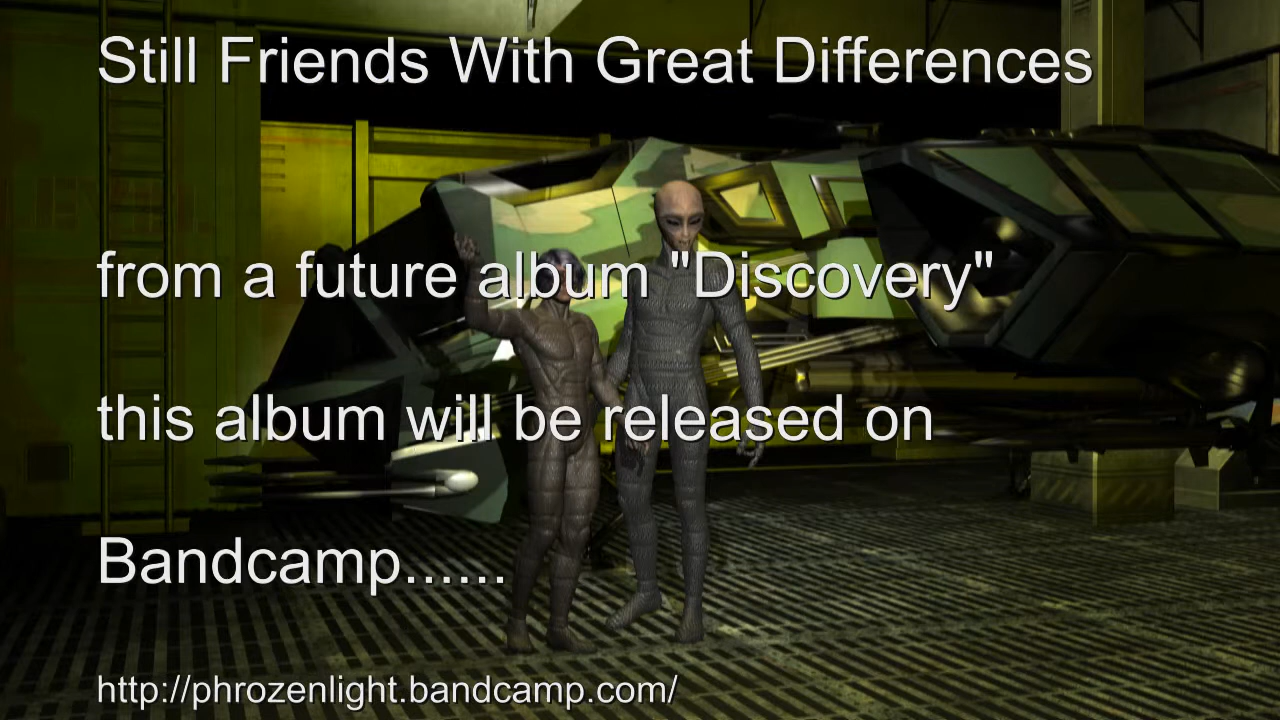 Still Friends With Great Differences
from a future album "Discovery"
this album will be released on
Bandcamp......
http://phrozenlight.bandcamp.com/